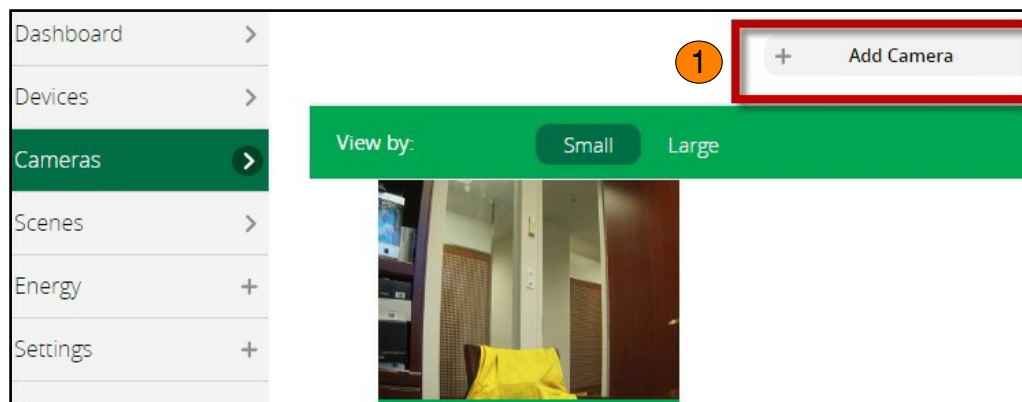 Dashboard
Devices
Cameras
Scenes
Energy
Settings
1
+ Add Camera
View by: Small Large